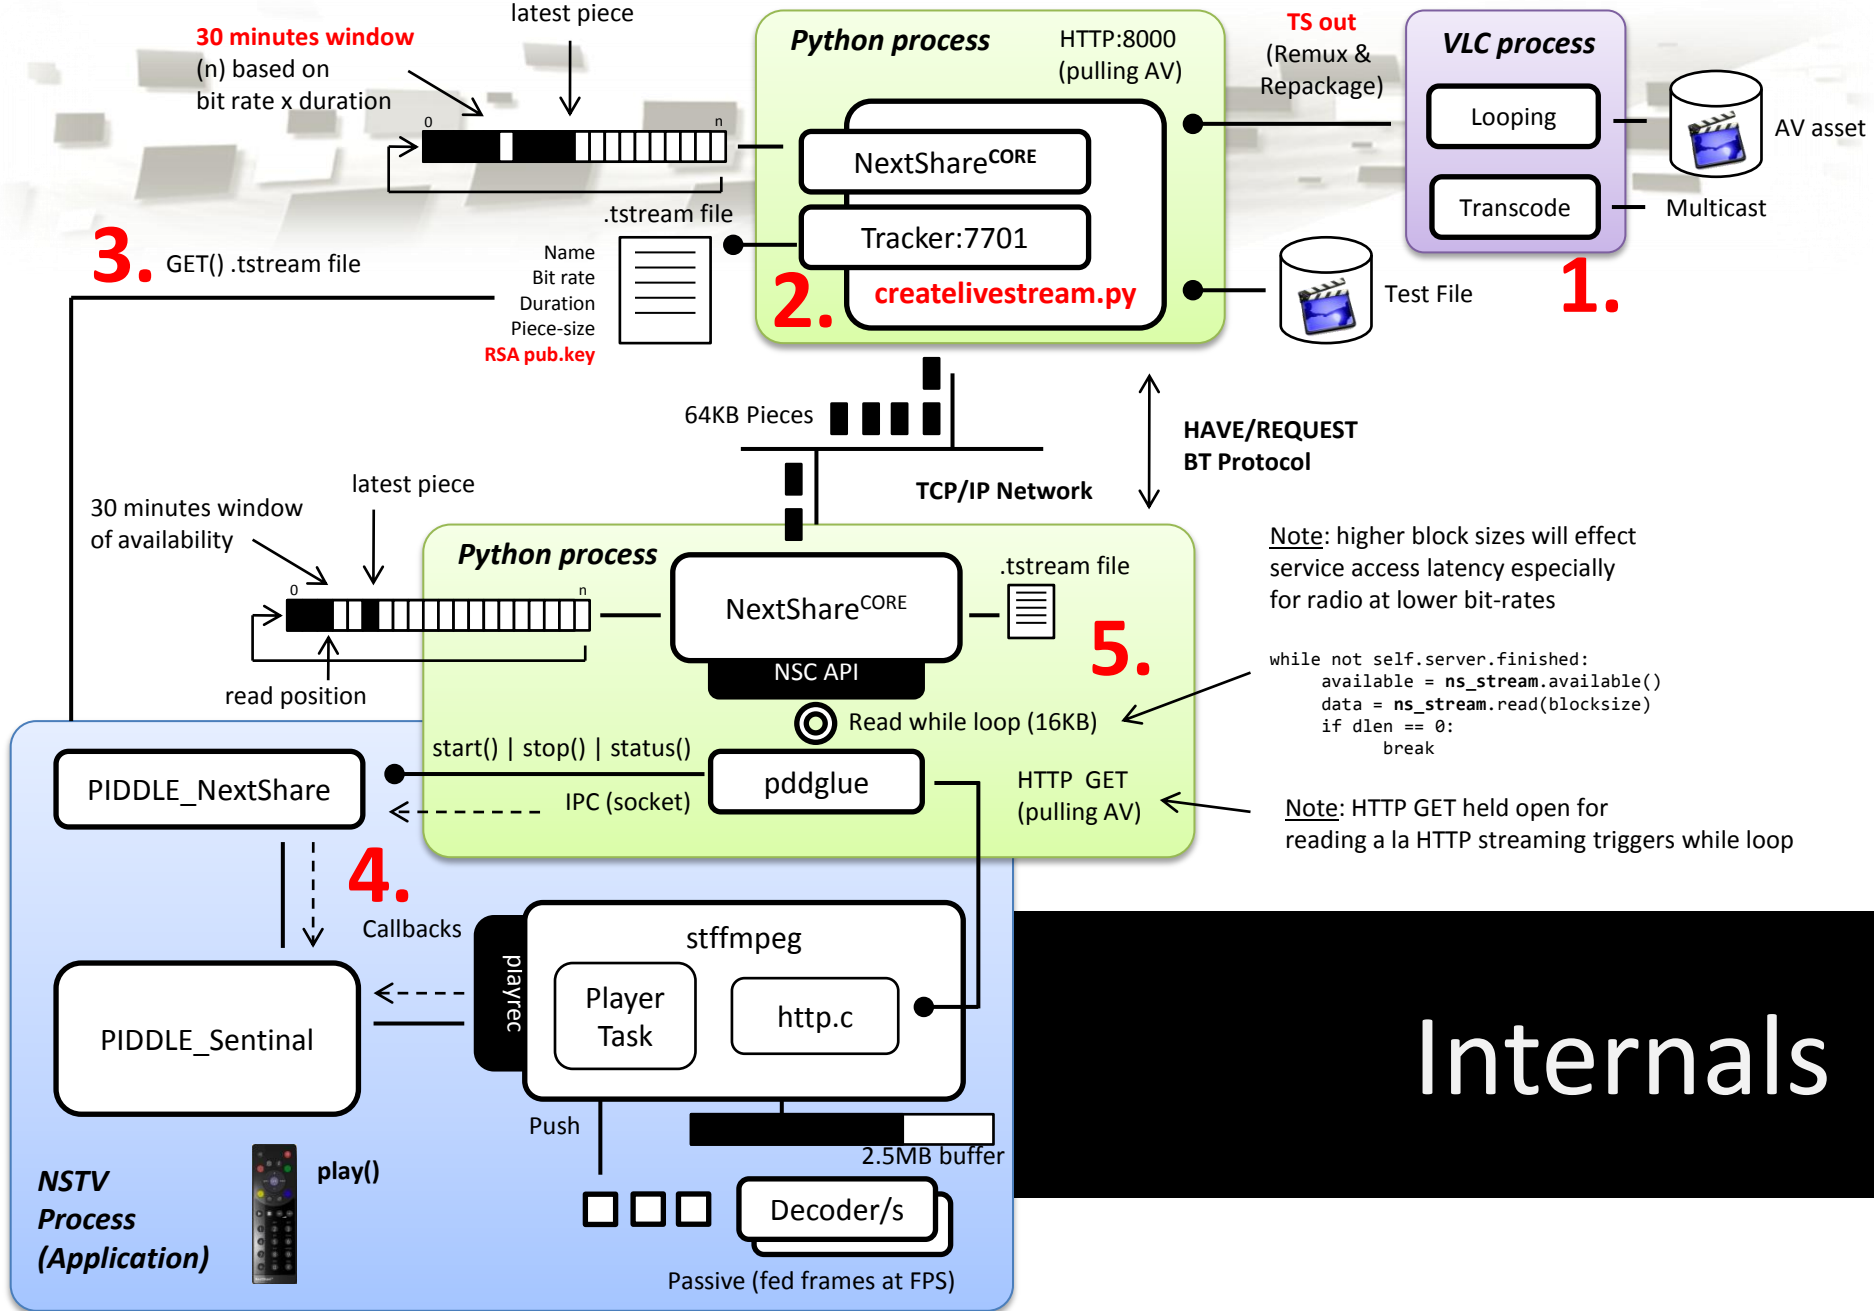 latest piece
30 minutes window
(n) based on
bit rate x duration
0
n
Python process
HTTP:8000
(pulling AV)
TS out
(Remux &
Repackage)
VLC process
Looping
Transcode
AV asset
Multicast
NextShareCORE
Tracker:7701
createlivestream.py
2.
1.
Test File
.tstream file
Name
Bit rate
Duration
Piece-size
RSA pub.key
3.
GET() .tstream file
64KB Pieces
HAVE/REQUEST
BT Protocol
TCP/IP Network
latest piece
30 minutes window
of availability
0
n
read position
Python process
NextShareCORE
NSC API
.tstream file
5.
Read while loop (16KB)
Note: higher block sizes will effect
service access latency especially
for radio at lower bit-rates
while not self.server.finished:
available = ns_stream.available()
data = ns_stream.read(blocksize)
if dlen == 0:
break
start() | stop() | status()
IPC (socket)
pddglue
HTTP GET
(pulling AV)
Note: HTTP GET held open for
reading a la HTTP streaming triggers while loop
PIDDLE_NextShare
4.
Callbacks
PIDDLE_Sentinal
playrec
stffmpeg
Player
Task
http.c
Push
2.5MB buffer
Decoder/s
Passive (fed frames at FPS)
play()
NSTV
Process
(Application)
Internals